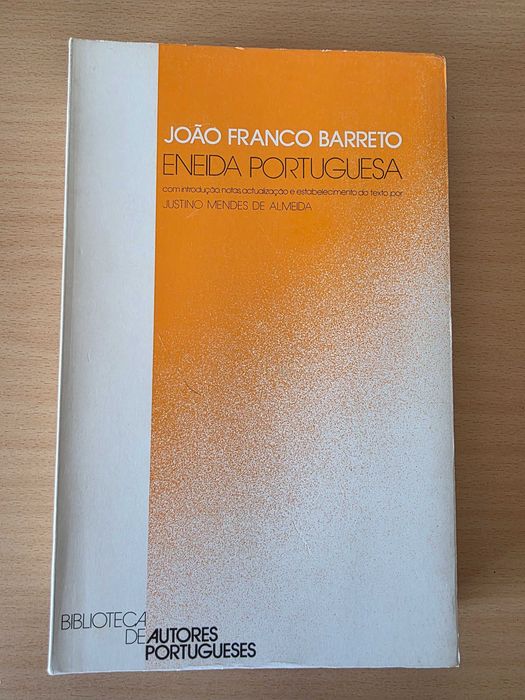 JOÃO FRANCO BARRETO
ENEIDA PORTUGUESA
com introdução, notas, actualização e estabelecimento do texto por
JUSTINO MENDES DE ALMEIDA
BIBLIOTECA
DE AUTORES
PORTUGUESES